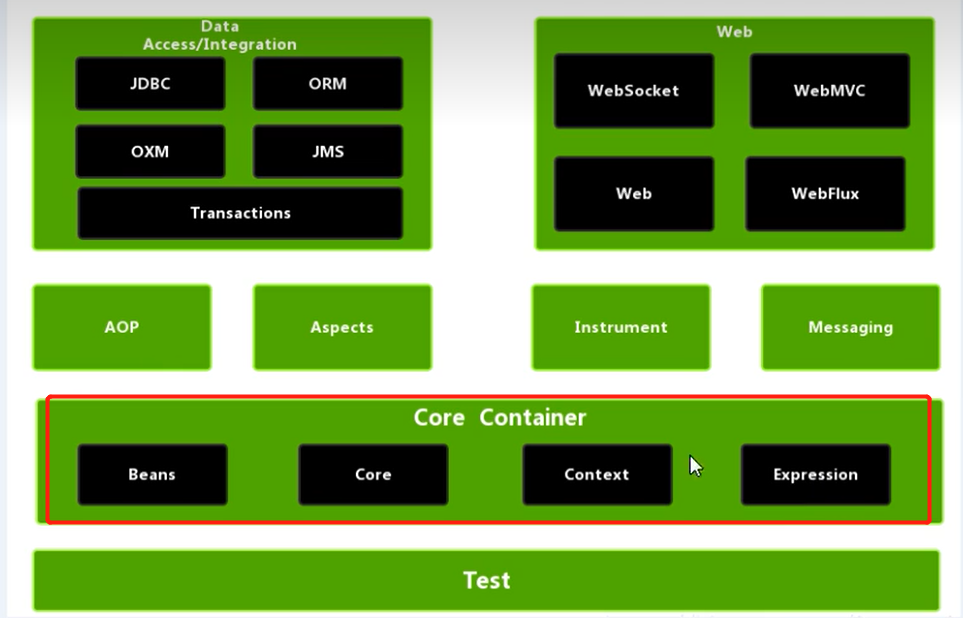 Data
Access/Integration
JDBC
ORM
OXM
JMS
Transactions
Web
WebSocket
WebMVC
Web
WebFlux
AOP
Aspects
Instrument
Messaging
Core Container
Beans
Core
Context
Expression
Test